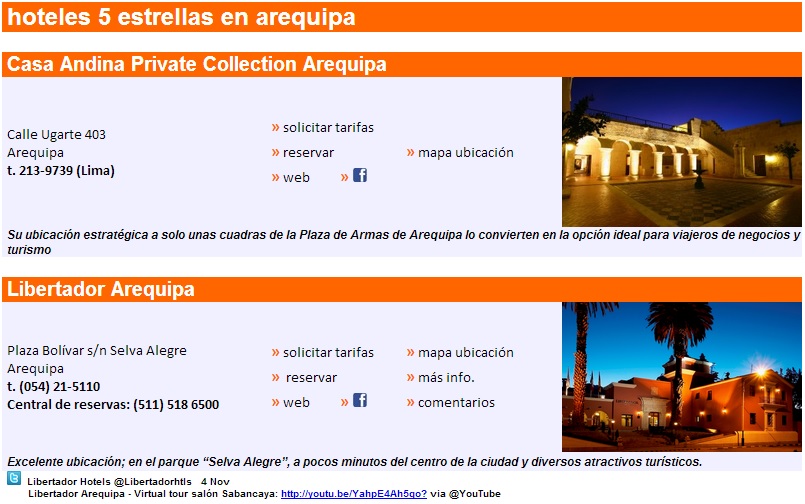 hoteles 5 estrellas en arequipa
Casa Andina Private Collection Arequipa
Calle Ugarte 403
Arequipa
t. 213-9739 (Lima)
» solicitar tarifas
» reservar » mapa ubicación
» web »
Su ubicación estratégica a solo unas cuadras de la Plaza de Armas de Arequipa lo convierten en la opción ideal para viajeros de negocios y
turismo
Libertador Arequipa
Plaza Bolívar s/n Selva Alegre
Arequipa
t. (054) 21-5110
Central de reservas: (511) 518 6500
» solicitar tarifas » mapa ubicación
» reservar » más info.
» web » » comentarios
Excelente ubicación; en el parque “Selva Alegre”, a pocos minutos del centro de la ciudad y diversos atractivos turísticos.
Libertador Hotels @Libertadorhtls 4 Nov
Libertador Arequipa - Virtual tour salón Sabancaya: http://youtu.be/YahpE4Ah5go? via @YouTube